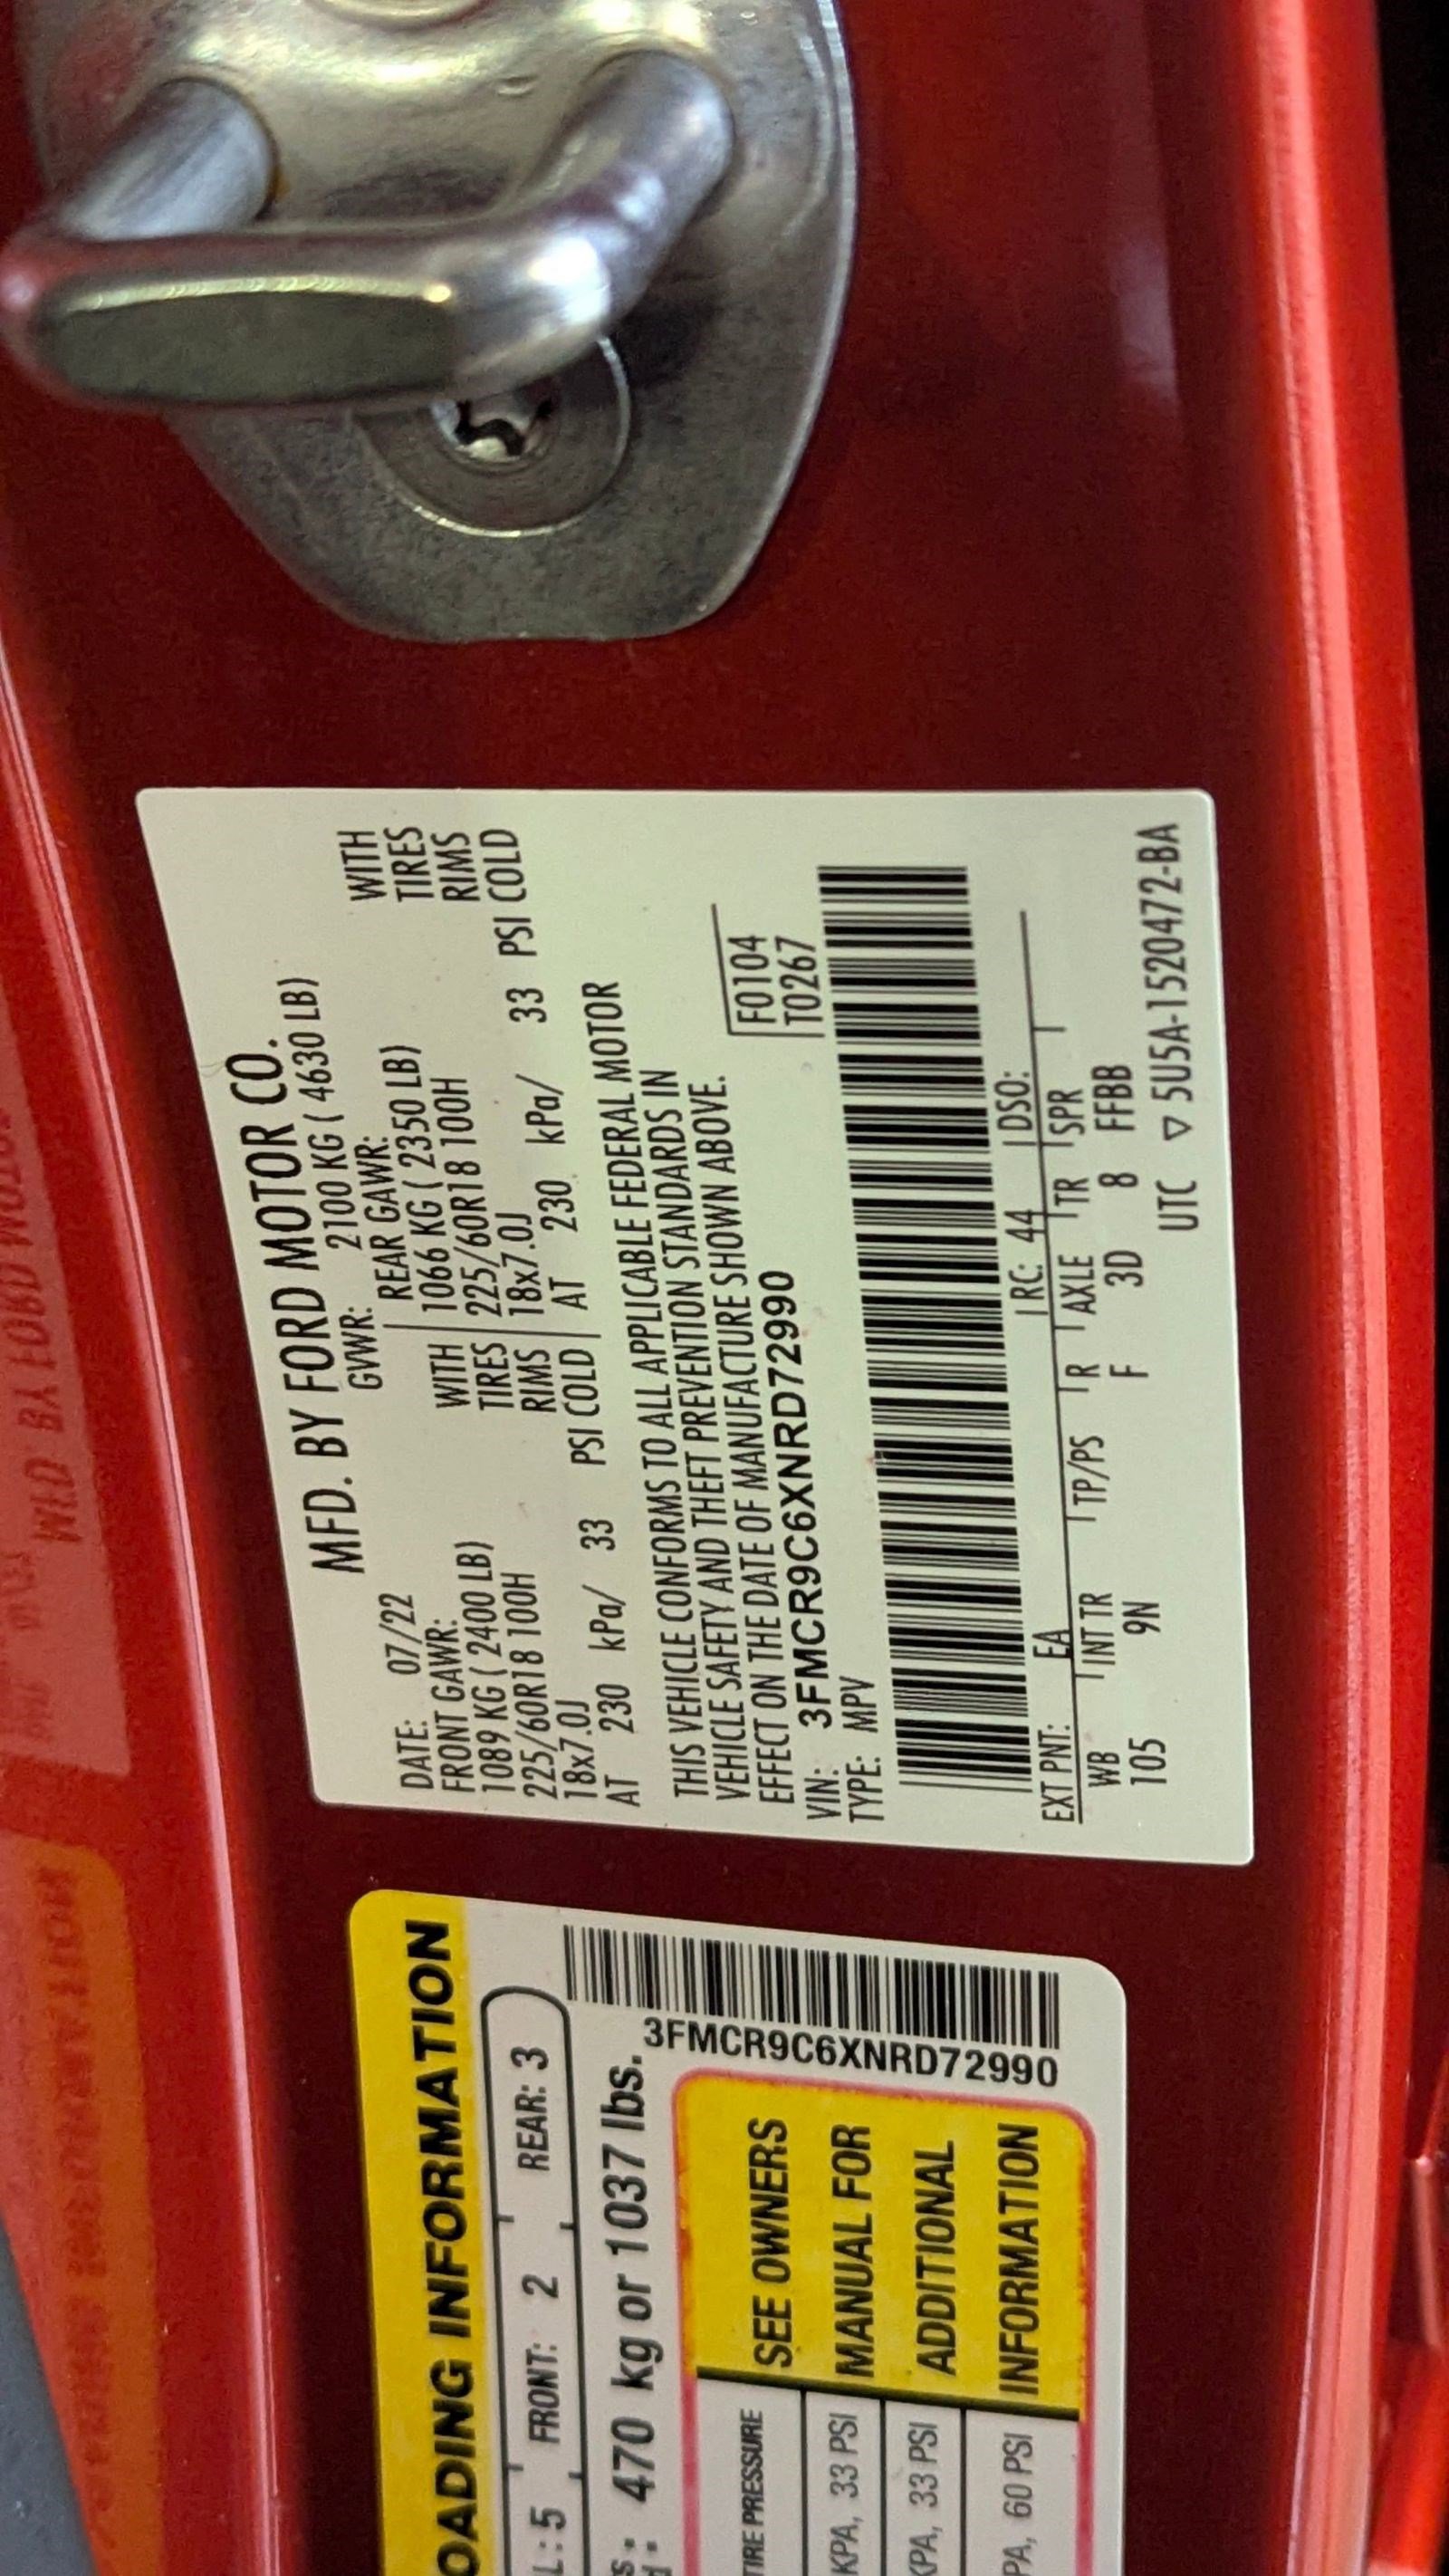 MFD. BY FORD MOTOR CO.
DATE: 07/22 GVWR: 2100 KG ( 4630 LB)
FRONT GAWR: REAR GAWR:
1089 KG ( 2400 LB) WITH 1066 KG ( 2350 LB) WITH
225/60R18 100H TIRES 225/60R18 100H TIRES
18x7.0J RIMS 18x7.0J RIMS
AT 230 kPa/ 33 PSI COLD AT 230 kPa/ 33 PSI COLD
THIS VEHICLE CONFORMS TO ALL APPLICABLE FEDERAL MOTOR
VEHICLE SAFETY AND THEFT PREVENTION STANDARDS IN
EFFECT ON THE DATE OF MANUFACTURE SHOWN ABOVE.
VIN: 3FMCR9C6XNRD72990 F0104
TYPE: MPV T0267
EXT PNT: EA RC: 44 DSO:
WB INT TR TP/PS R AXLE TR SPR
105 9N F 3D 8 FFBB
UTC ▽ 5U5A-1520472-BA
OADING INFORMATION
L : 5 FRONT: 2 REAR: 3
470 kg or 1037 lbs.
3FMCR9C6XNRD72990
TIRE PRESSURE
KPA, 33 PSI
KPA, 33 PSI
PA, 60 PSI
SEE OWNERS
MANUAL FOR
ADDITIONAL
INFORMATION